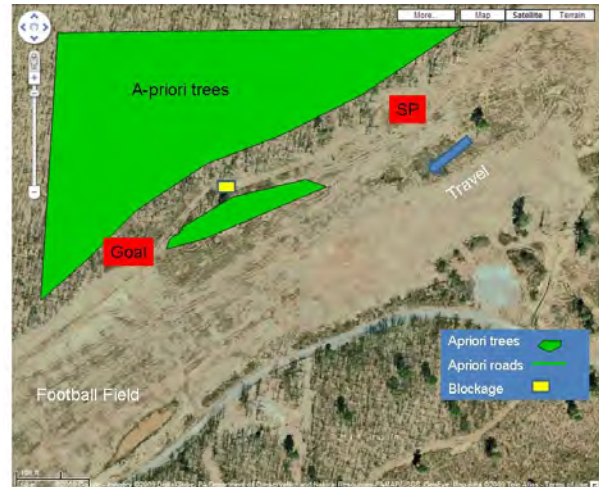 More...
Map
Satellite
Terrain
A-priori trees
SP
Travel
Goal
Apriori trees
Apriori roads
Blockage
Football Field